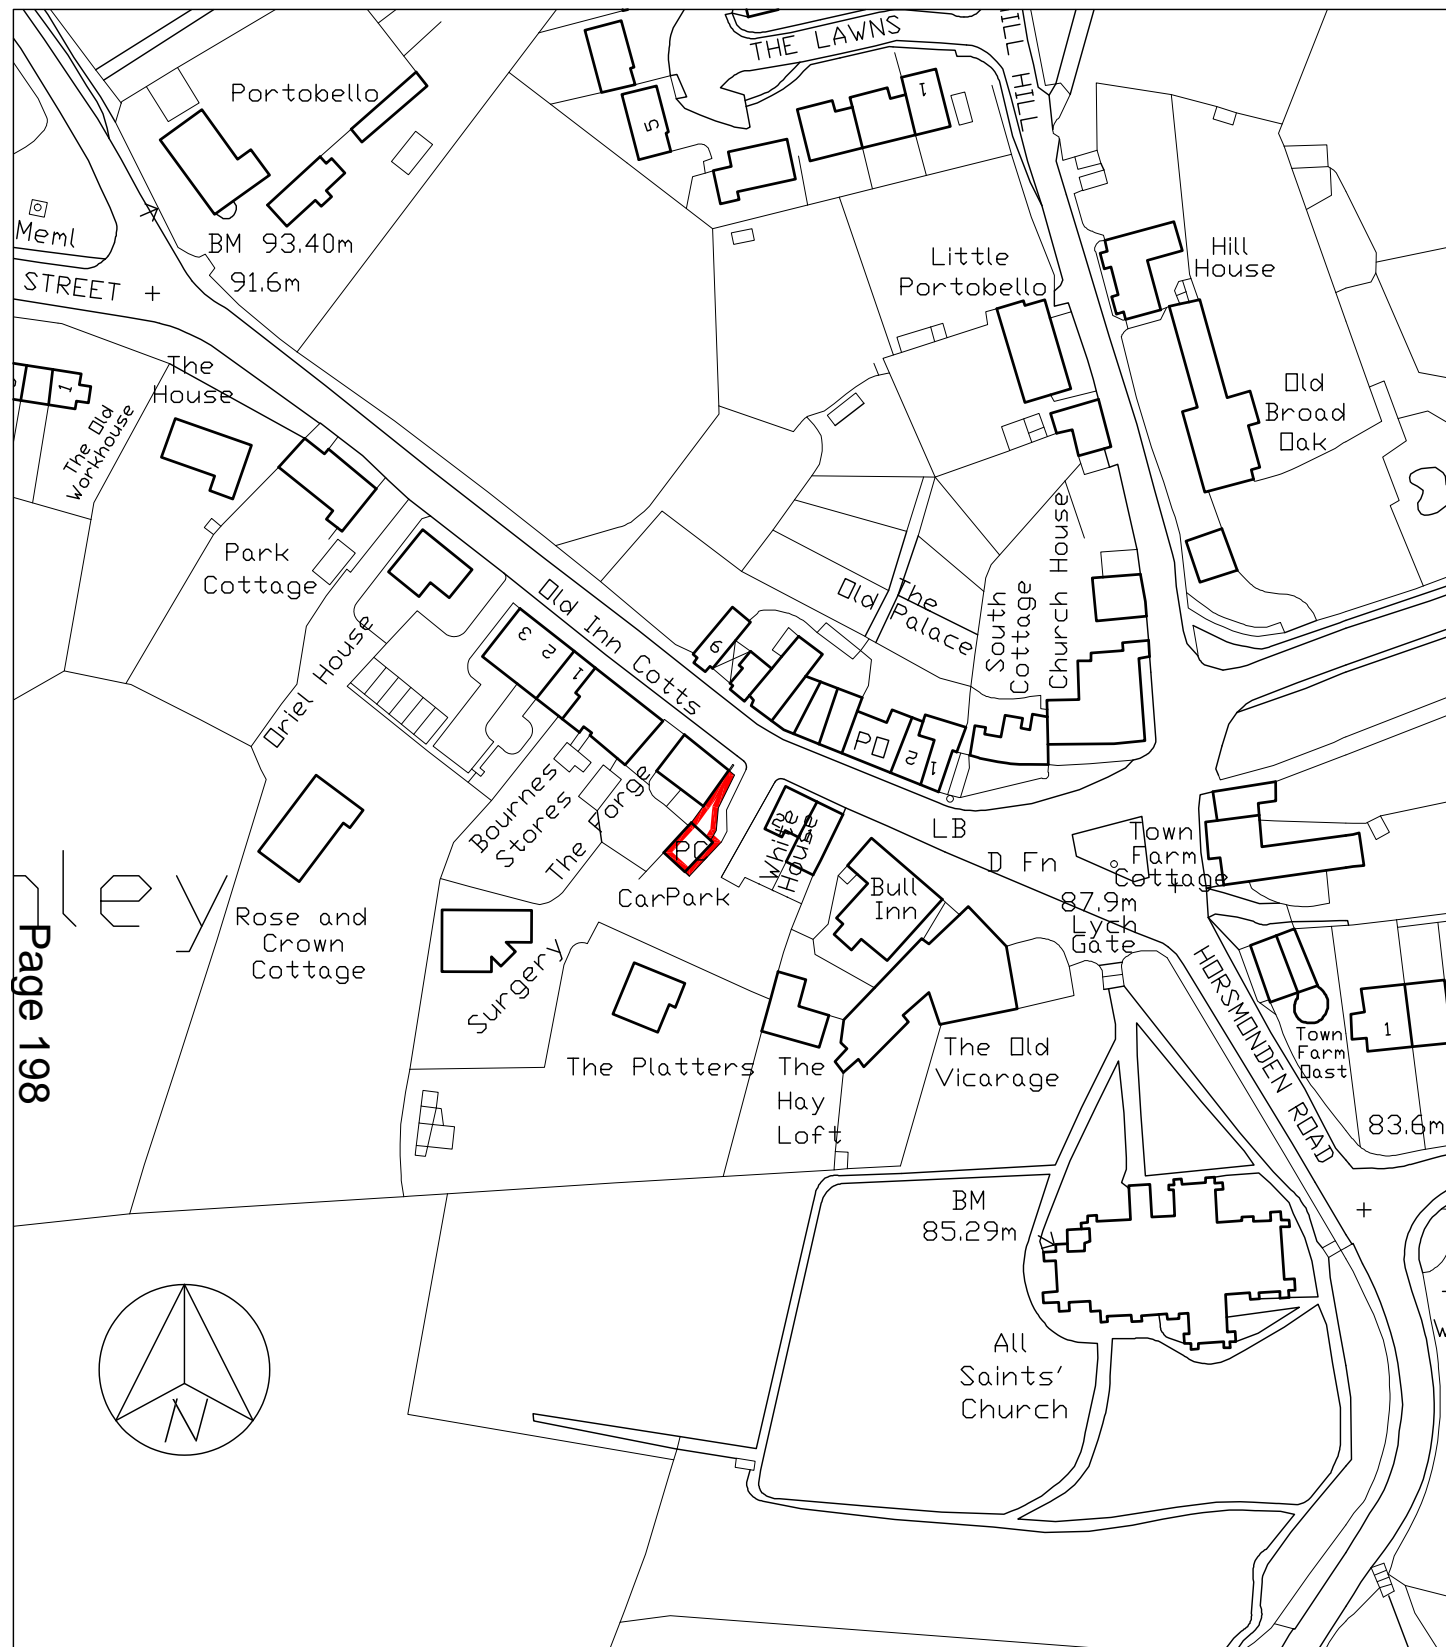 THE LAWNS
HILL HILL
Portobello
1
5
Meml
BM 93.40m
91.6m
STREET
Hill
House
Little
Portobello
The
House
1
The Old
Workhouse
Old
Broad
Oak
Park
Cottage
Church House
South
Cottage
The
Old Palace
Old Inn Cotts
Oriel House
3
2
1
6
PO
2
1
Bournes
Stores
The Forge
PC
White
House
LB
D Fn
Town
Farm
Cottage
CarPark
Bull
Inn
87.9m
Lych
Gate
ley
Rose and
Crown
Cottage
Surgery
HORSMONDEN ROAD
Page 198
The Platters
The
Hay
Loft
The Old
Vicarage
Town
Farm
Oast
1
83.6m
BM
85.29m
All
Saints'
Church
N